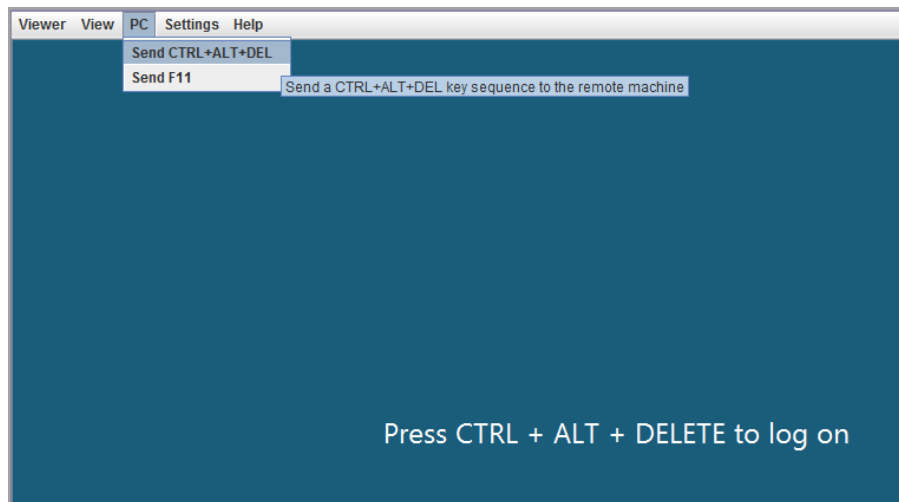 Viewer View PC Settings Help
Send CTRL+ALT+DEL
Send F11
Send a CTRL+ALT+DEL key sequence to the remote machine
Press CTRL + ALT + DELETE to log on